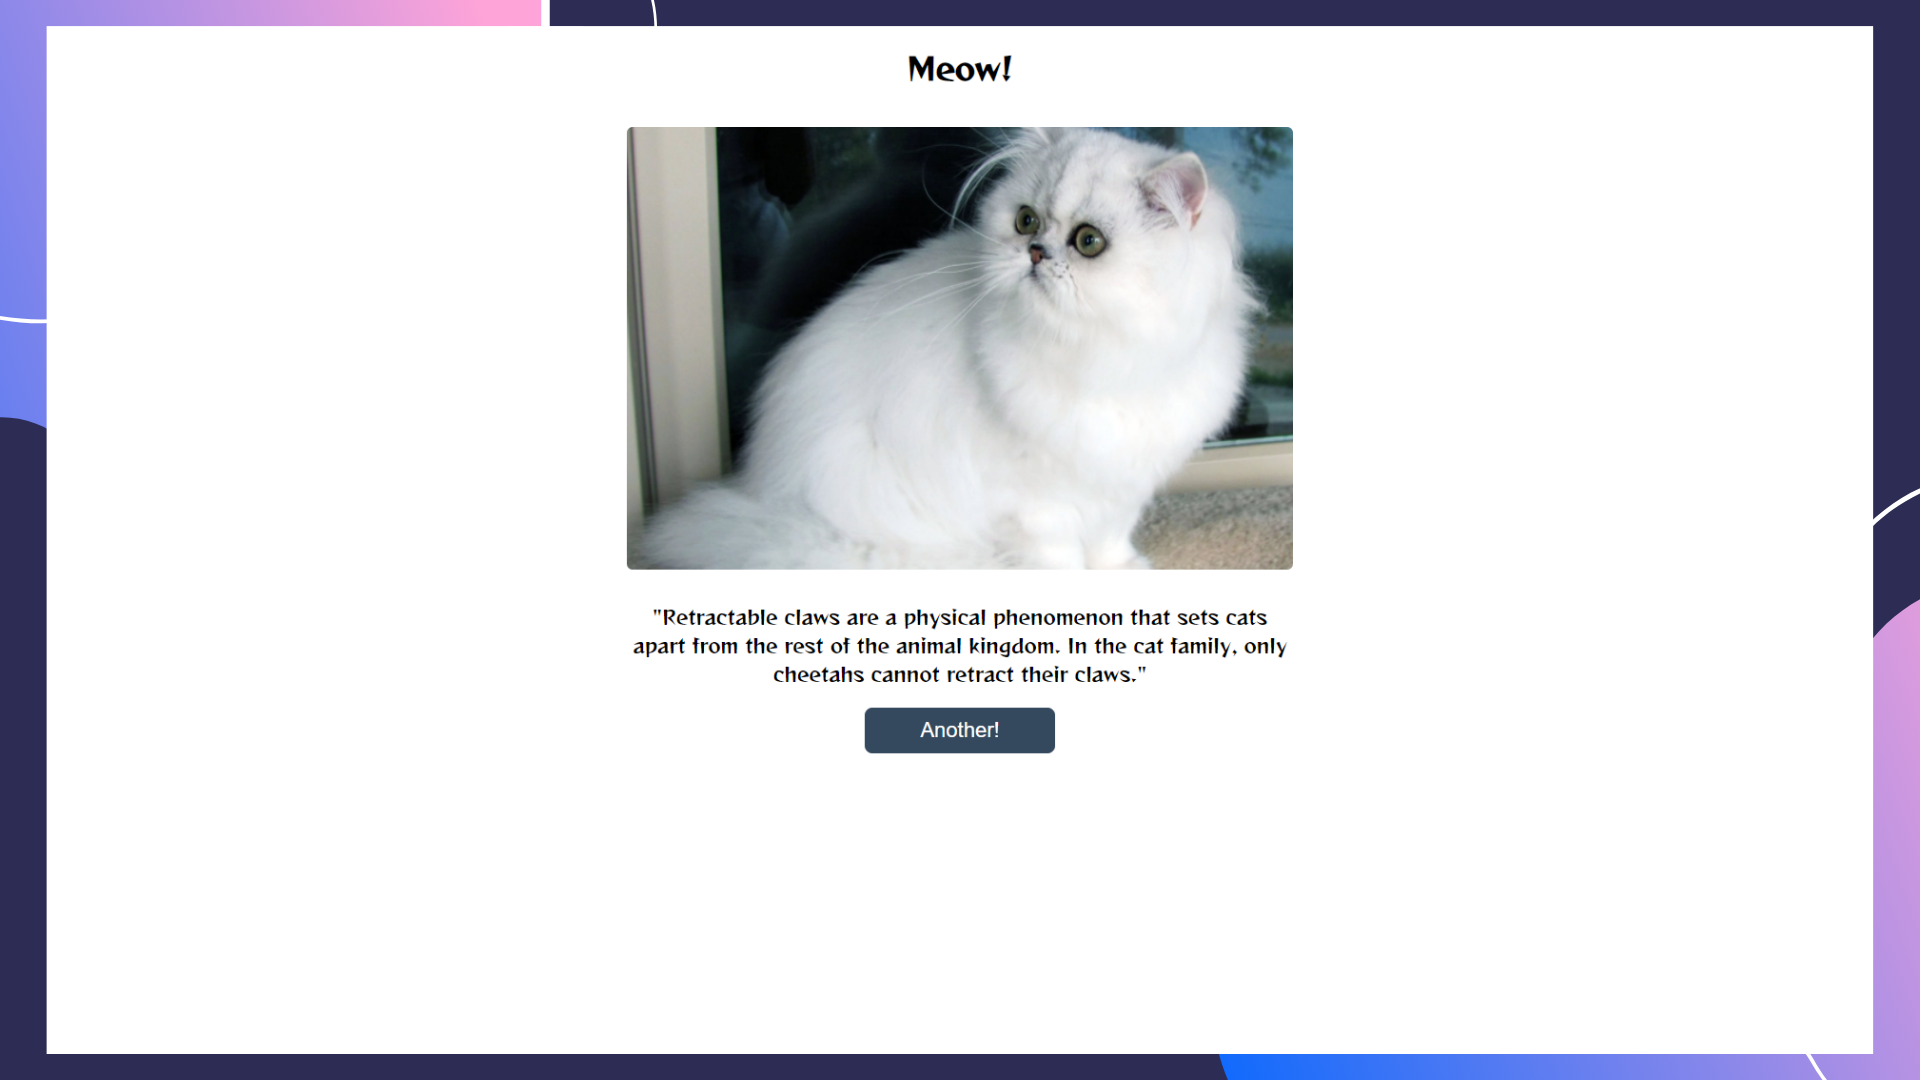 Meow!
"Retractable claws are a physical phenomenon that sets cats
apart from the rest of the animal kingdom. In the cat family, only
cheetahs cannot retract their claws."
Another!